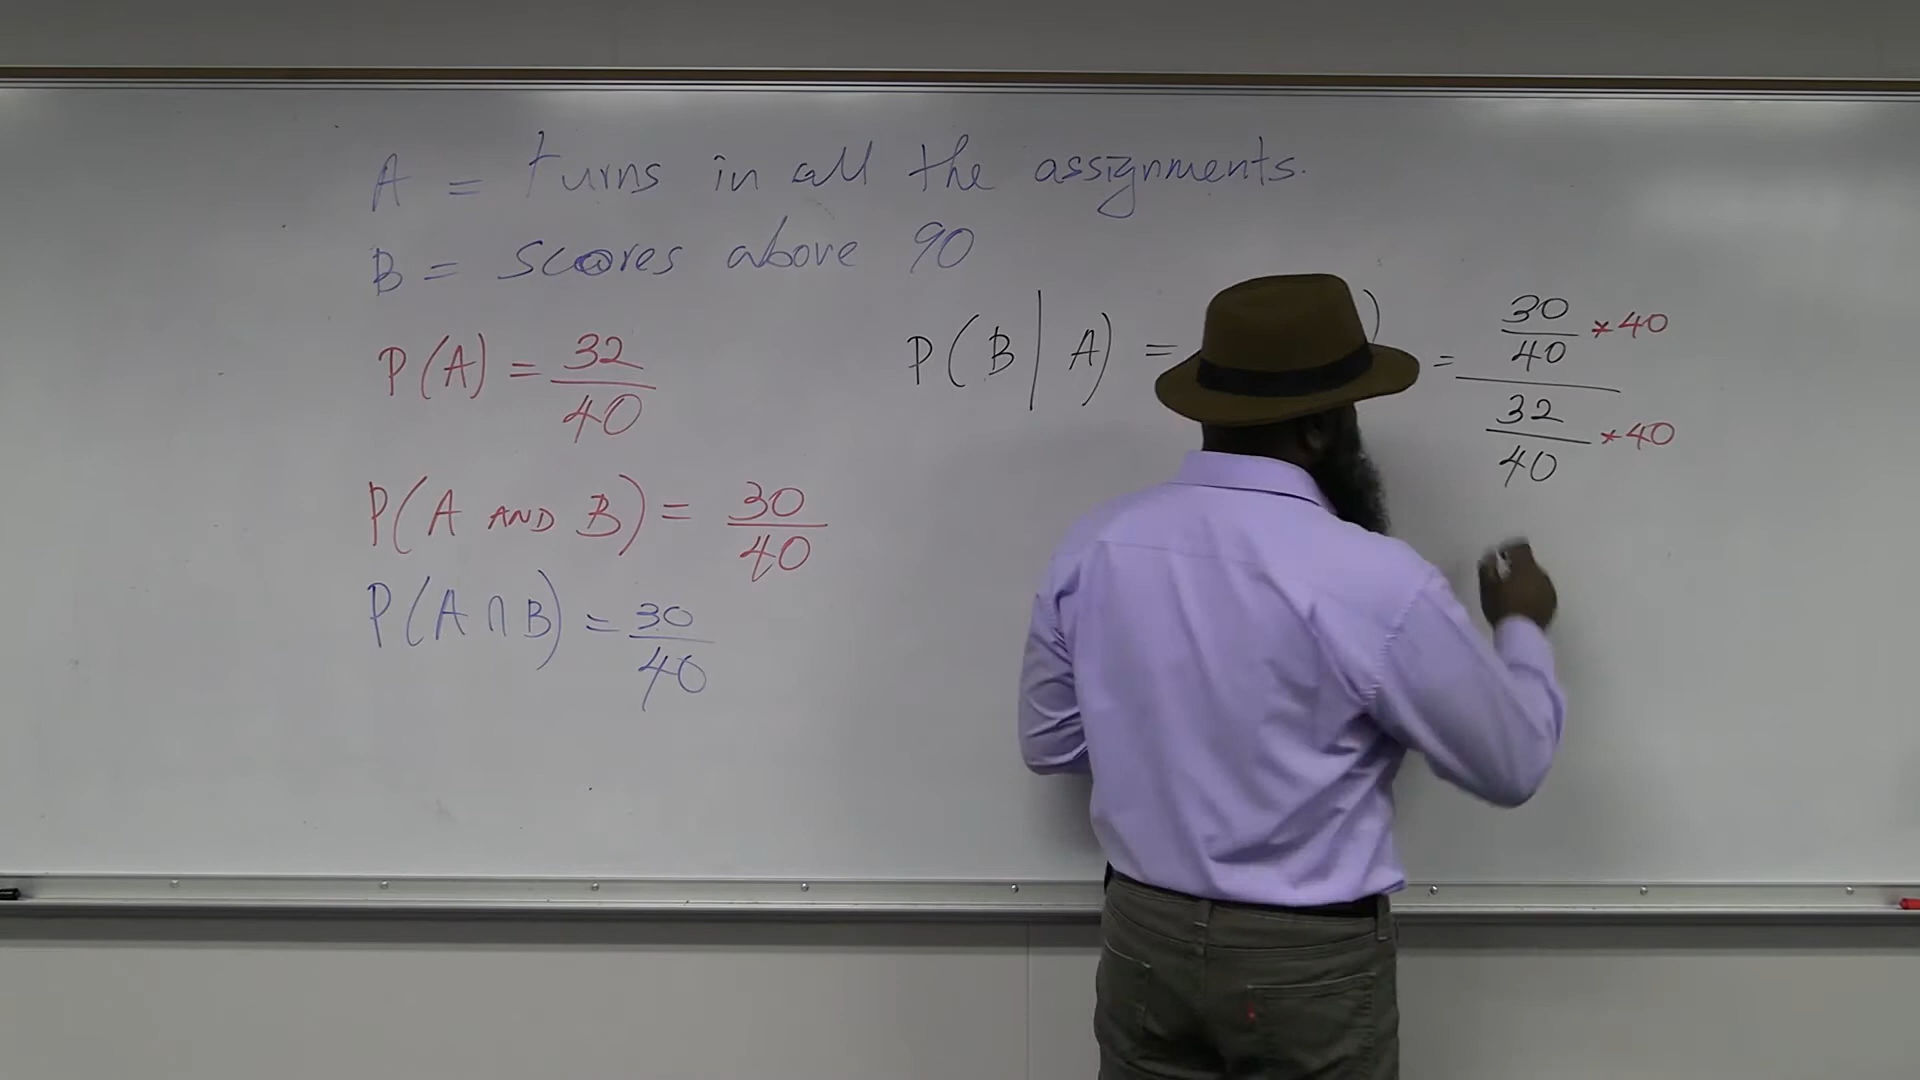 A = turns in all the assignments.
B = scores above 90
P(A) = 32/40
P(A AND B) = 30/40
P(A ∩ B) = 30/40
P(B | A) = ) = 30/40 * 40
32/40 * 40